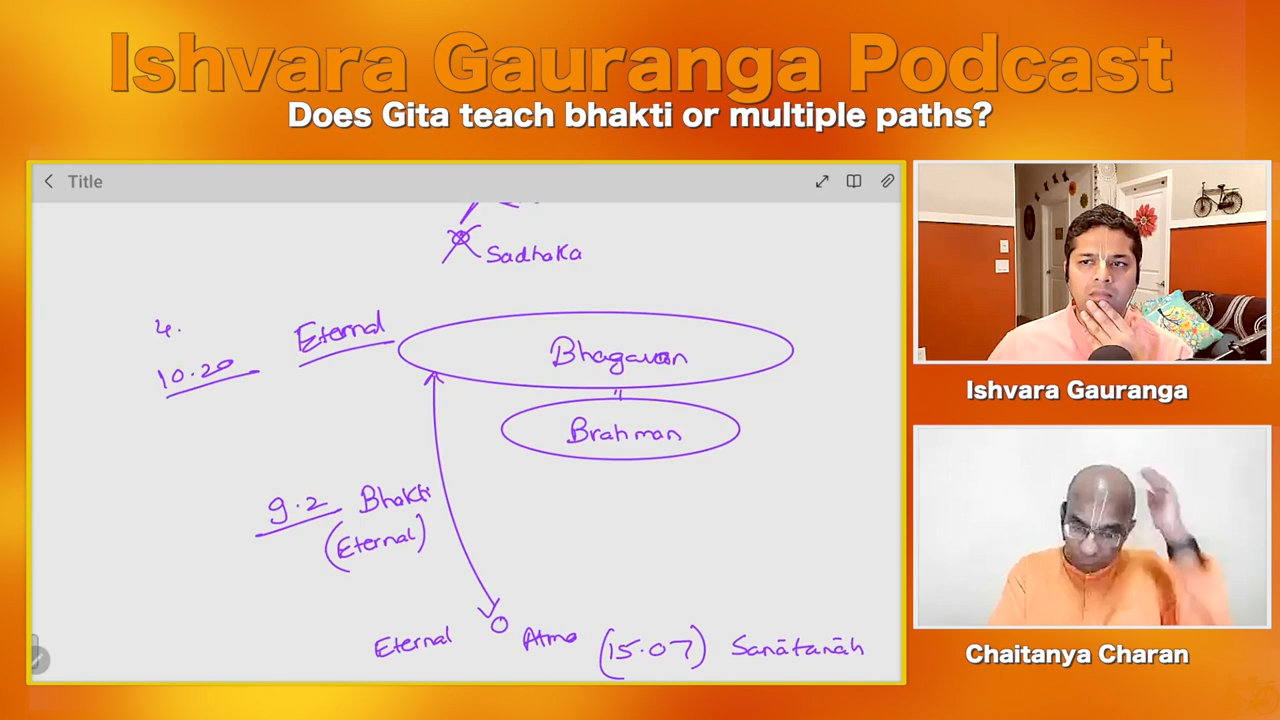 Ishvara Gauranga Podcast
Does Gita teach bhakti or multiple paths?
Title
Sadhaka
4.
10.20
Eternal
Bhagavan
Brahman
9.2 Bhakti
(Eternal)
Eternal
Atma (15.07) Sanātanāh
Ishvara Gauranga
Chaitanya Charan